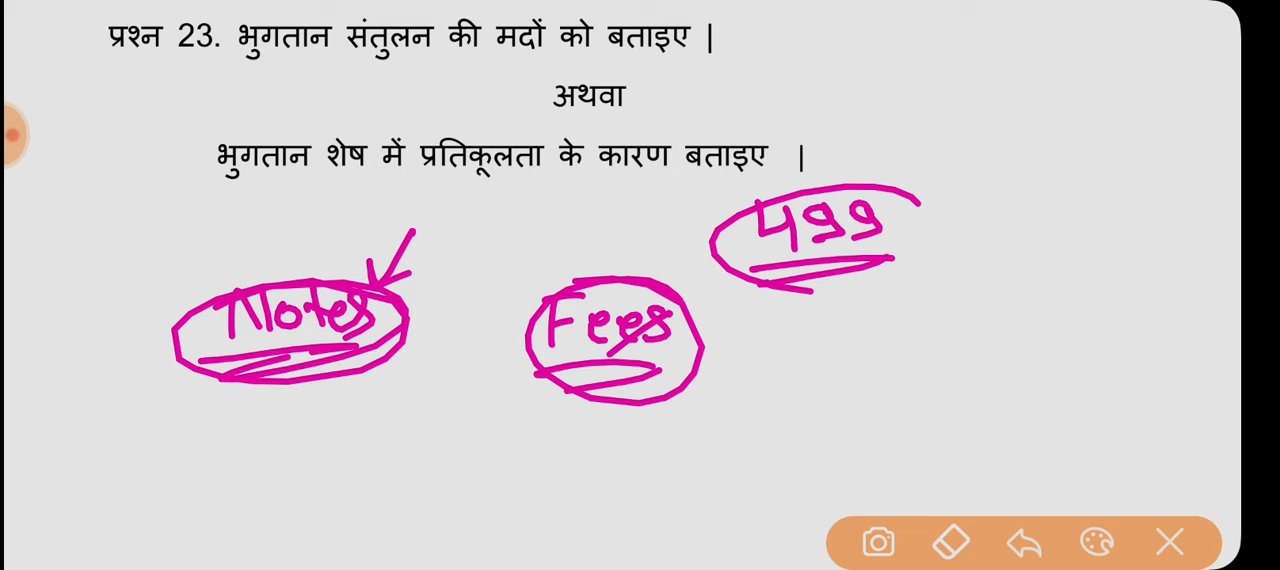 प्रश्न 23. भुगतान संतुलन की मदों को बताइए |
अथवा
भुगतान शेष में प्रतिकूलता के कारण बताइए |
499
Notes Fees